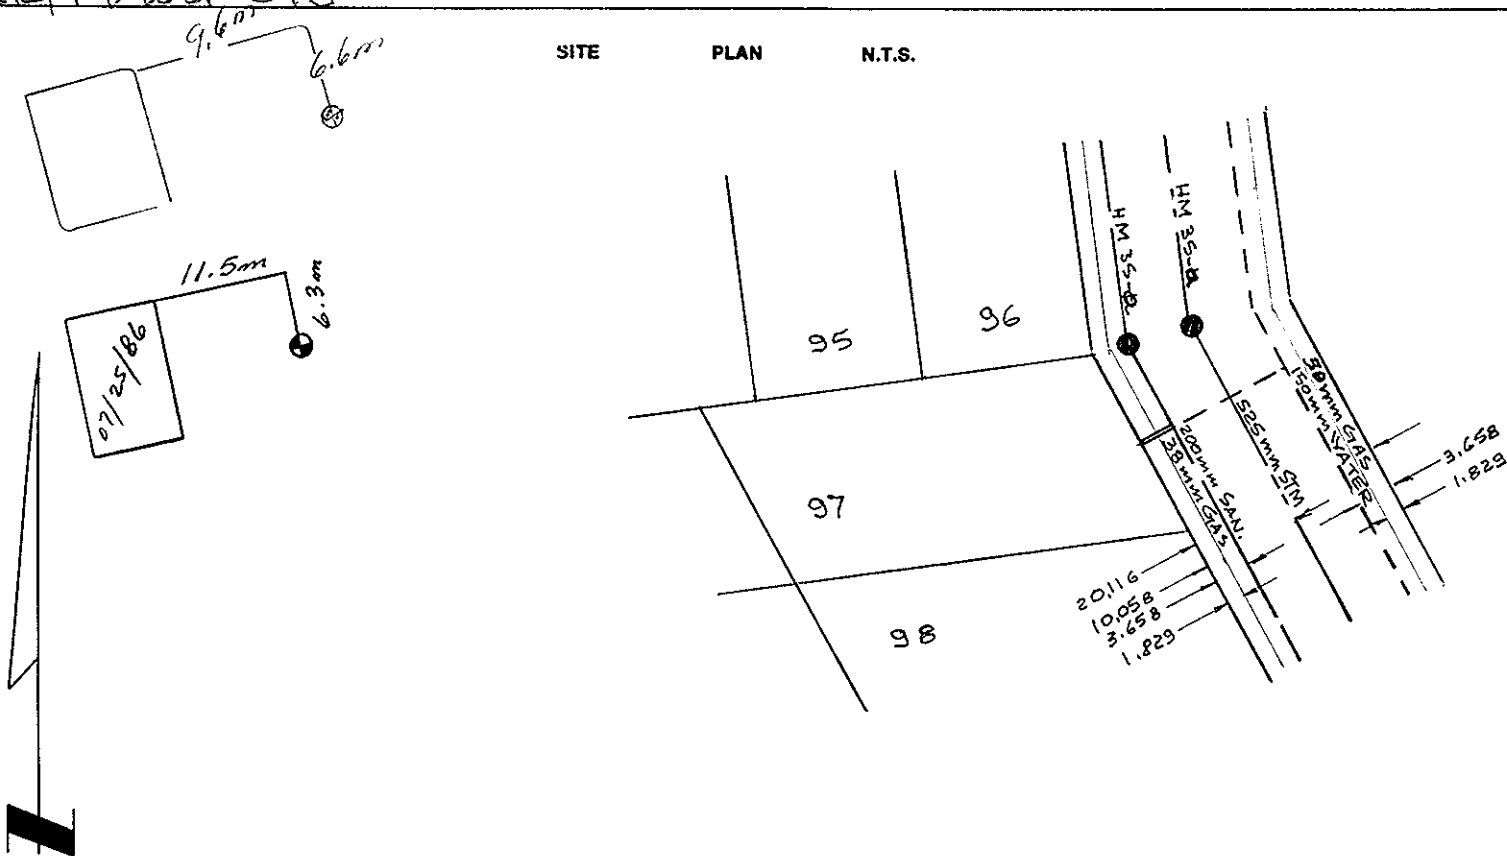 SITE PLAN N.T.S.
9.6m
6.6m
11.5m
6.3m
07/25/86
95
96
97
98
HM 35-
HM 35-
200mm SAN.
38mm GAS
525mm STM
150mm WATER
mm GAS
3.658
1.829
20,116
10,058
3.658
1.829
N